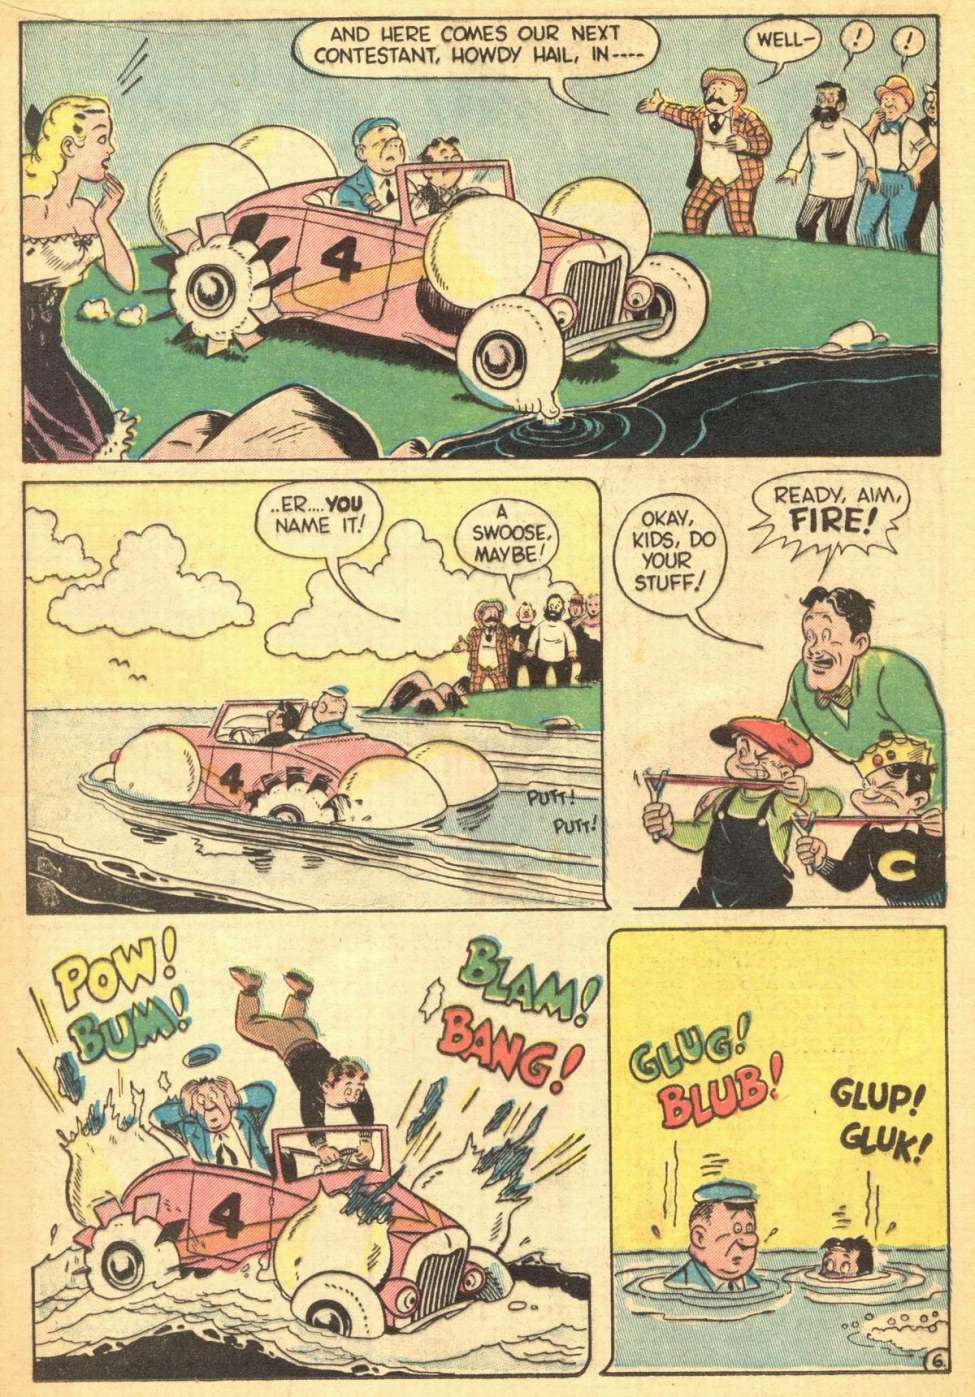 AND HERE COMES OUR NEXT
CONTESTANT, HOWDY HAIL, IN----
WELL-
!
!
4
..ER....YOU
NAME IT!
A
SWOOSE,
MAYBE!
4
PUTT!
PUTT!
OKAY,
KIDS, DO
YOUR
STUFF!
READY, AIM,
FIRE!
C
POW!
BUM!
BLAM!
BANG!
4
GLUG!
BLUB!
GLUP!
GLUK!
6